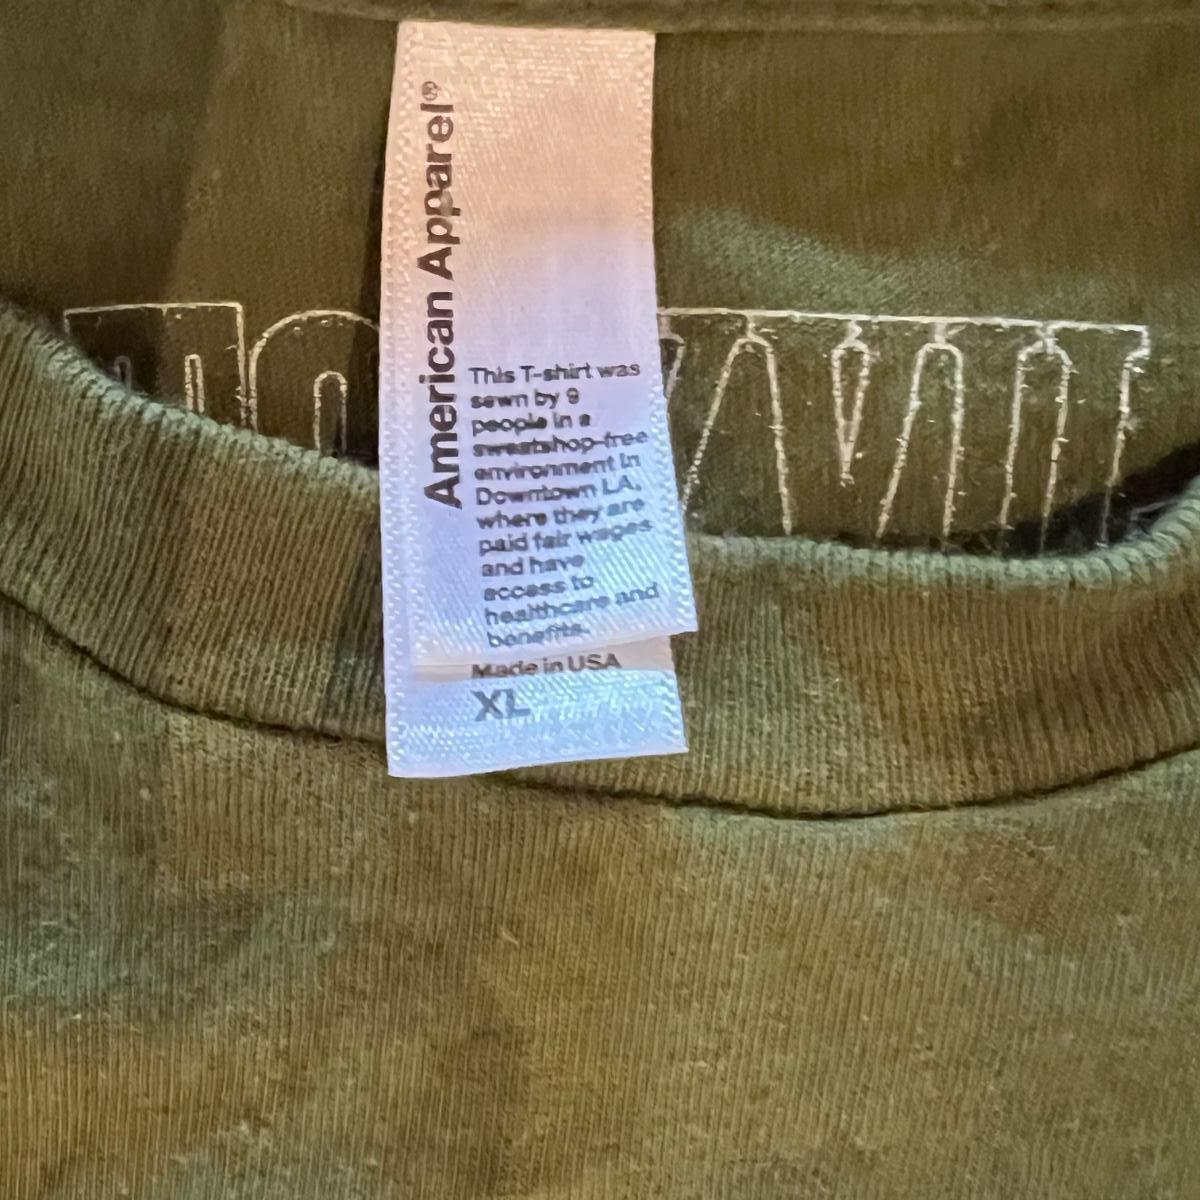 American Apparel®
This T-shirt was
sewn by 9
people in a
sweatshop-free
environment in
Downtown LA,
where they are
paid fair wages
and have
access to
healthcare and
benefits.
Made in USA
XL